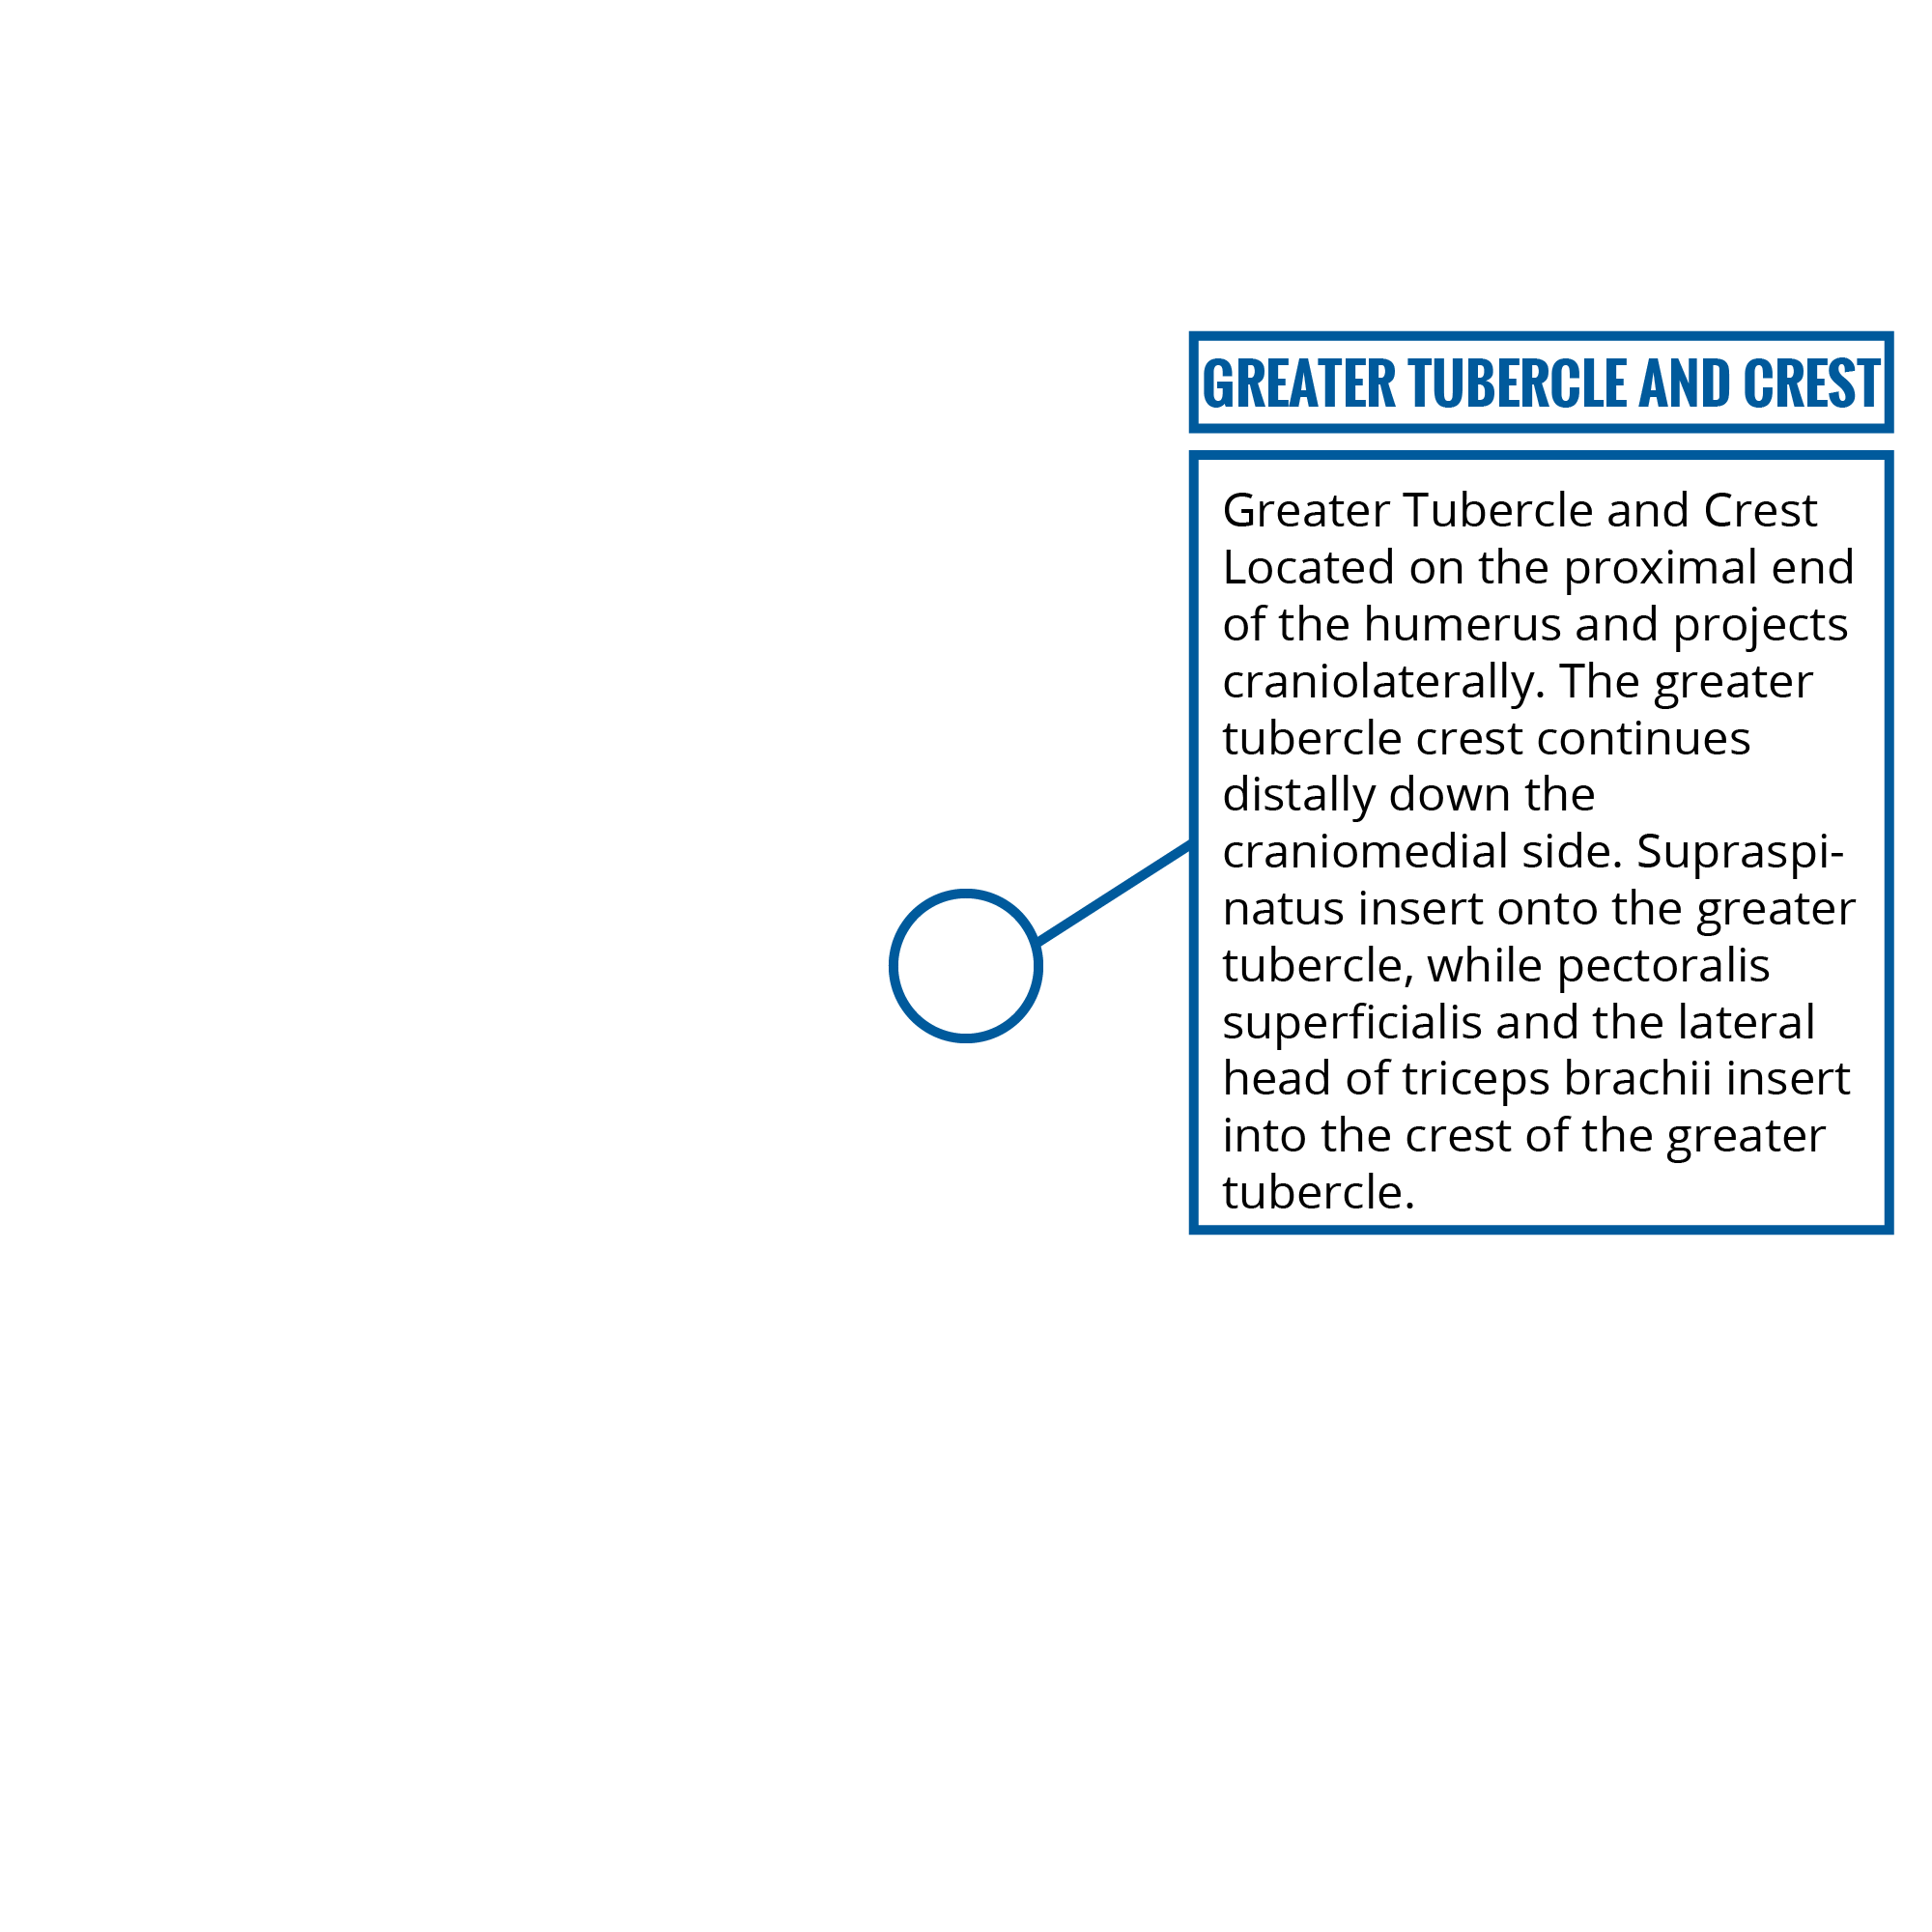 GREATER TUBERCLE AND CREST
Greater Tubercle and Crest
Located on the proximal end
of the humerus and projects
craniolaterally. The greater
tubercle crest continues
distally down the
craniomedial side. Supraspi-
natus insert onto the greater
tubercle, while pectoralis
superficialis and the lateral
head of triceps brachii insert
into the crest of the greater
tubercle.